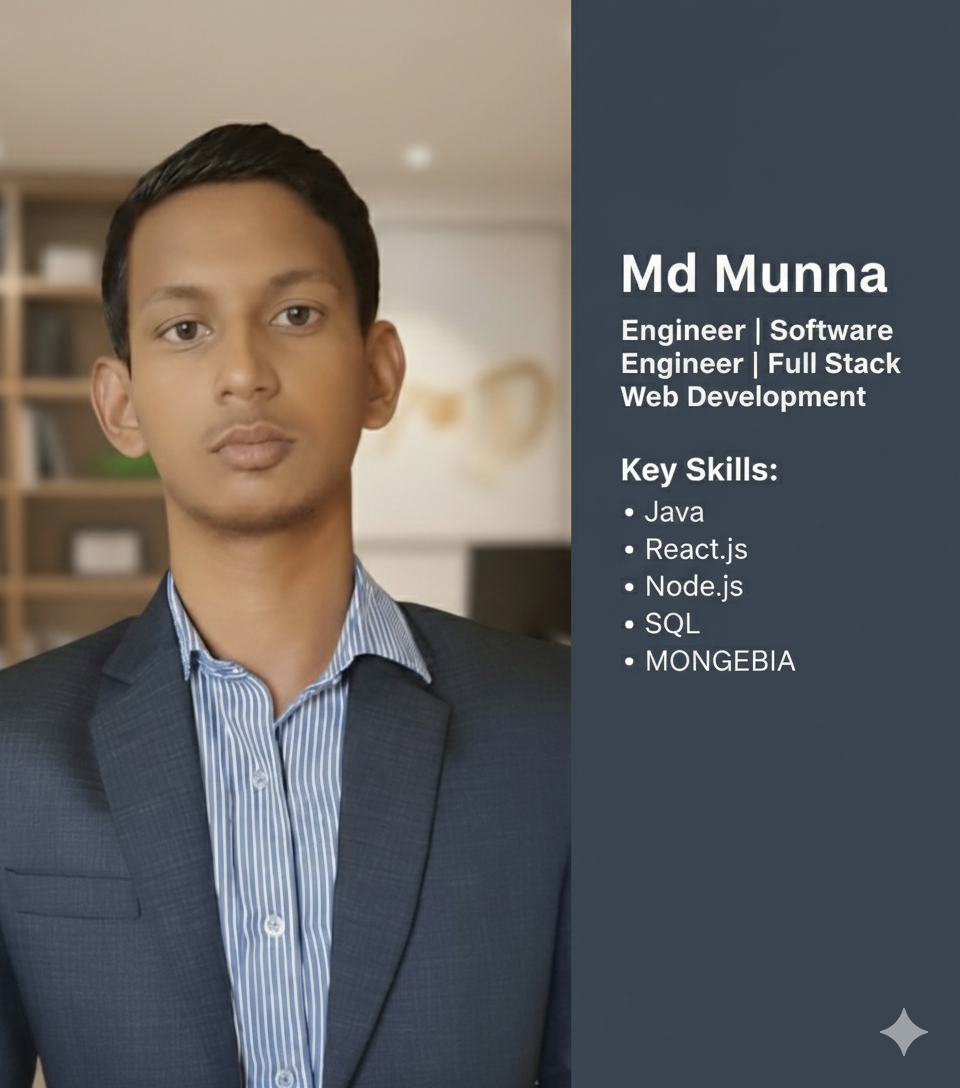 Md Munna
Engineer | Software
Engineer | Full Stack
Web Development
Key Skills:
• Java
• React.js
• Node.js
• SQL
• MONGEBIA